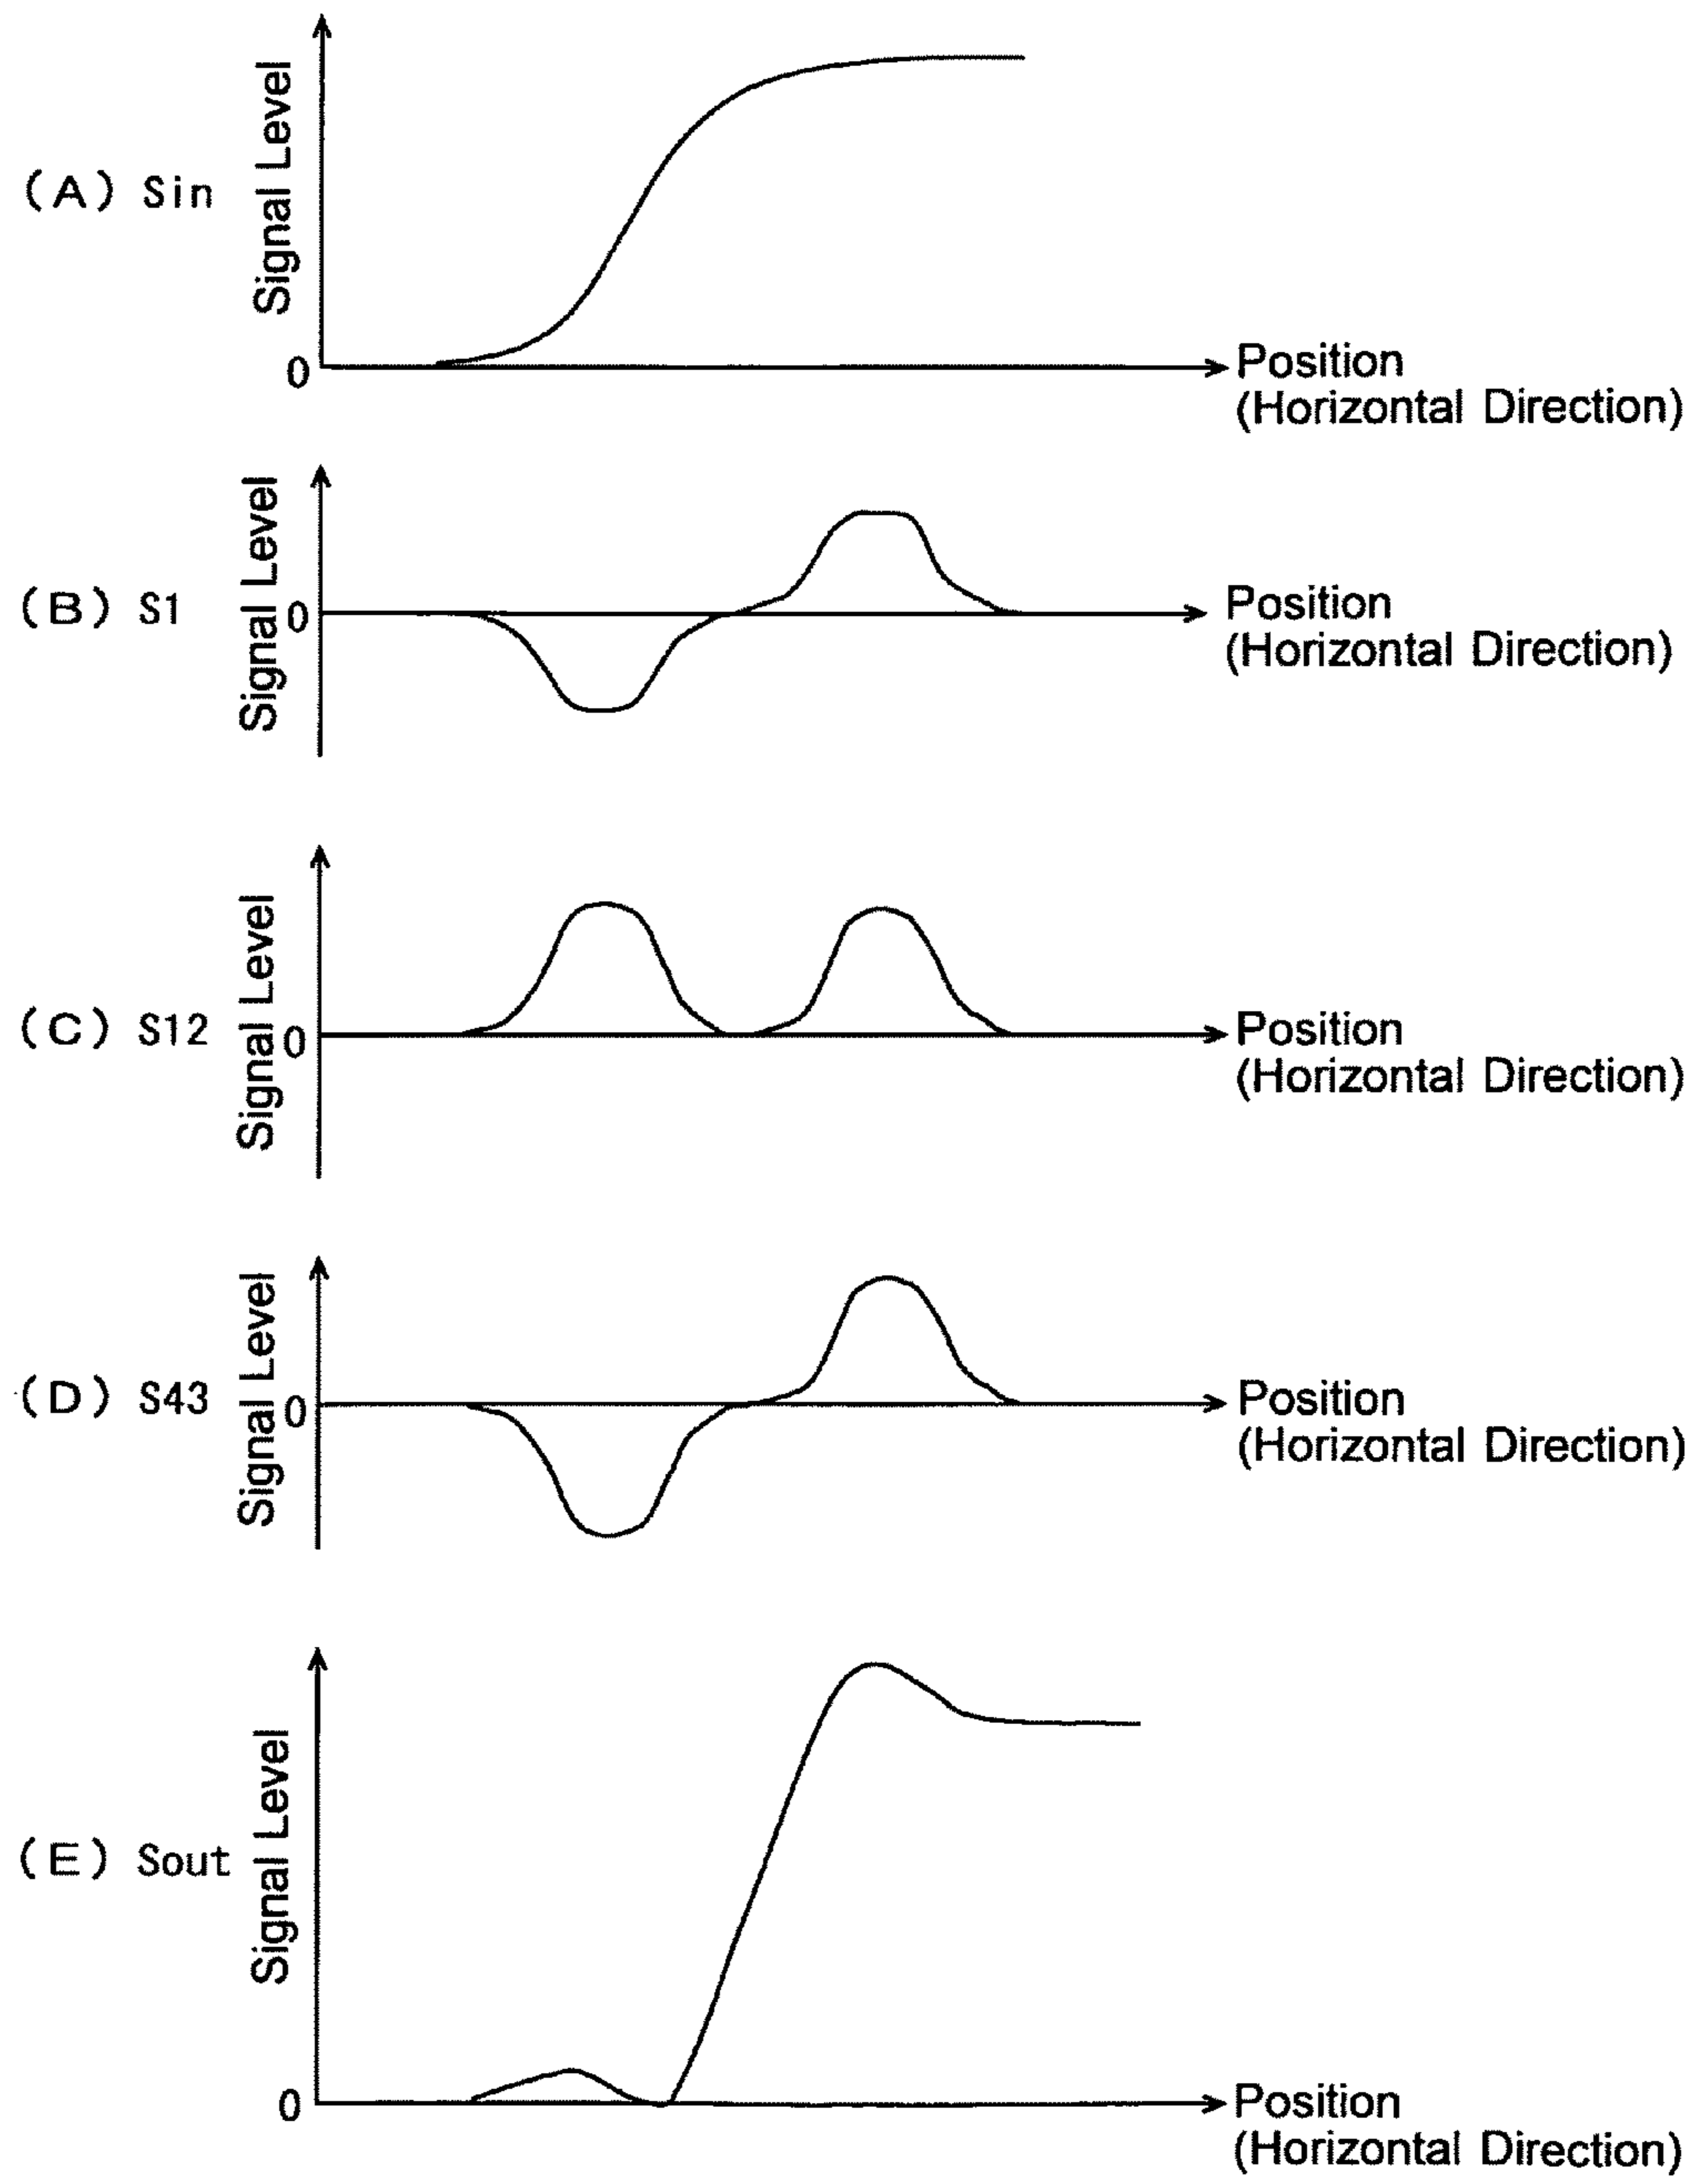 (A) Sin
Signal Level
0
Position
(Horizontal Direction)
(B) S1
Signal Level
0
Position
(Horizontal Direction)
(C) S12
Signal Level
0
Position
(Horizontal Direction)
(D) S43
Signal Level
0
Position
(Horizontal Direction)
(E) Sout
Signal Level
0
Position
(Horizontal Direction)